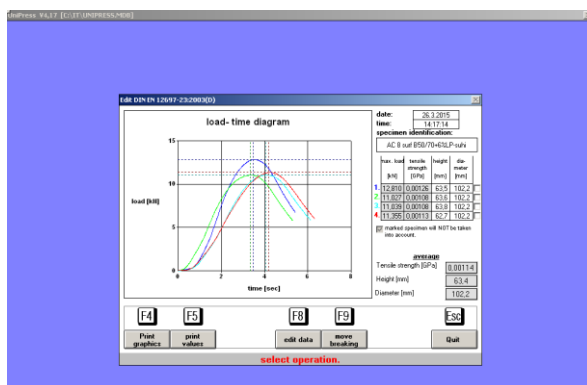 UniPress V4.17 [C:\IT\UNIPRESS.MDB]
Edit DIN EN 12697-23:2003(D)
load- time diagram
load [kN]
15
10
5
0
0 2 4 6 8
time [sec]
date: 26.3.2015
time: 14:17:14
specimen identification:
AC 8 surf B50/70+6%LP-suhi
max. load tensile strength height dia-meter
[kN] [GPa] [mm] [mm]
1. 12,810 0,00126 63,5 102,2
2. 11,027 0,00108 63,6 102,2
3. 11,039 0,00108 63,8 102,2
4. 11,355 0,00113 62,7 102,2
marked specimen will NOT be taken
into account.
average
Tensile strength [GPa] 0,00114
Height [mm] 63,4
Diameter [mm] 102,2
F4 F5 F8 F9 Esc
Print graphics
print values
edit data
move breaking
Quit
select operation.